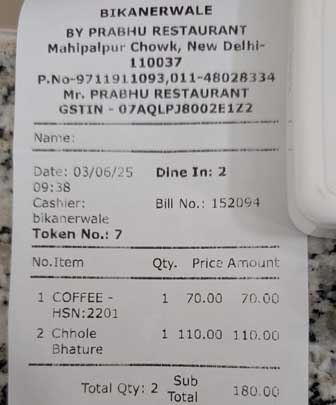 BIKANERWALE
BY PRABHU RESTAURANT
Mahipalpur Chowk, New Delhi-
110037
P.No-9711911093,011-48028334
Mr. PRABHU RESTAURANT
GSTIN - 07AQLPJ8002E1Z2
Name:
Date: 03/06/25 Dine In: 2
09:38
Cashier: Bill No.: 152094
bikanerwale
Token No.: 7
No.Item Qty. Price Amount
1 COFFEE - 1 70.00 70.00
HSN:2201
2 Chhole 1 110.00 110.00
Bhature
Total Qty: 2 Sub Total 180.00